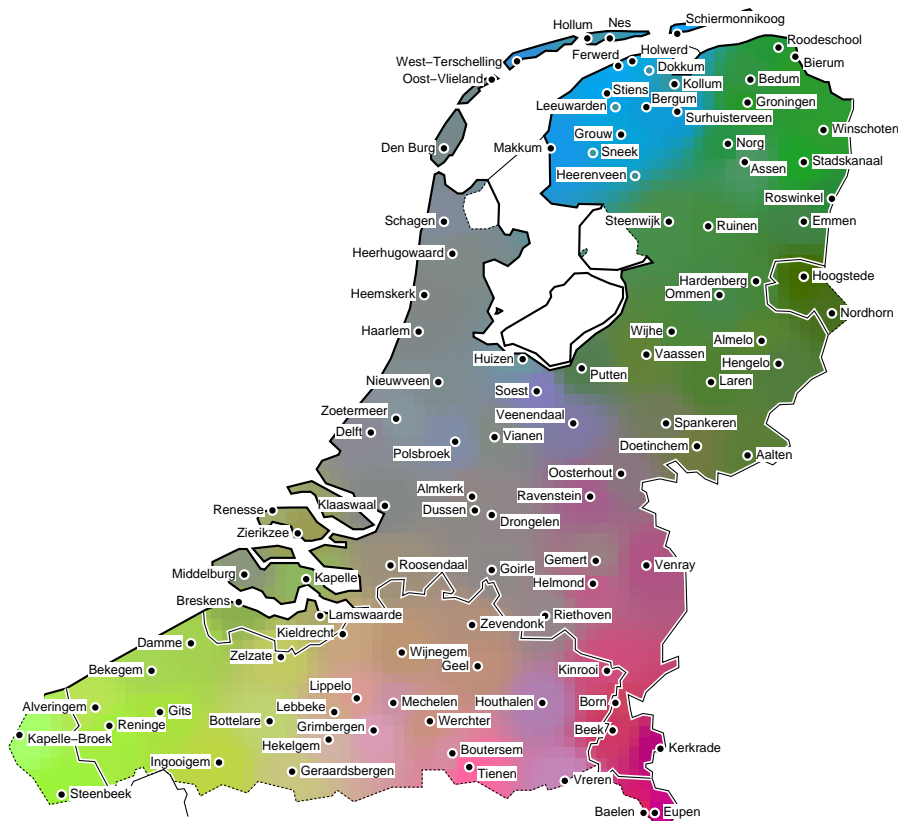 Schiermonnikoog
Hollum
Nes
Roodeschool
Holwerd
Ferwerd
Bierum
West–Terschelling
Dokkum
Oost–Vlieland
Bedum
Kollum
Stiens
Bergum
Groningen
Leeuwarden
Surhuisterveen
Winschoten
Grouw
Norg
Den Burg
Makkum
Sneek
Stadskanaal
Assen
Heerenveen
Roswinkel
Schagen
Steenwijk
Ruinen
Emmen
Heerhugowaard
Hoogstede
Hardenberg
Heemskerk
Ommen
Nordhorn
Haarlem
Wijhe
Almelo
Huizen
Vaassen
Hengelo
Putten
Nieuwveen
Laren
Soest
Zoetermeer
Veenendaal
Spankeren
Delft
Vianen
Polsbroek
Doetinchem
Aalten
Oosterhout
Almkerk
Ravenstein
Klaaswaal
Renesse
Dussen
Drongelen
Zierikzee
Gemert
Roosendaal
Goirle
Venray
Middelburg
Kapelle
Helmond
Breskens
Lamswaarde
Riethoven
Zevendonk
Kieldrecht
Damme
Wijnegem
Zelzate
Geel
Bekegem
Kinrooi
Lippelo
Alveringem
Gits
Lebbeke
Mechelen
Houthalen
Born
Reninge
Bottelare
Grimbergen
Werchter
Beek
Kapelle–Broek
Hekelgem
Kerkrade
Boutersem
Ingooigem
Geraardsbergen
Tienen
Vreren
Steenbeek
Baelen
Eupen